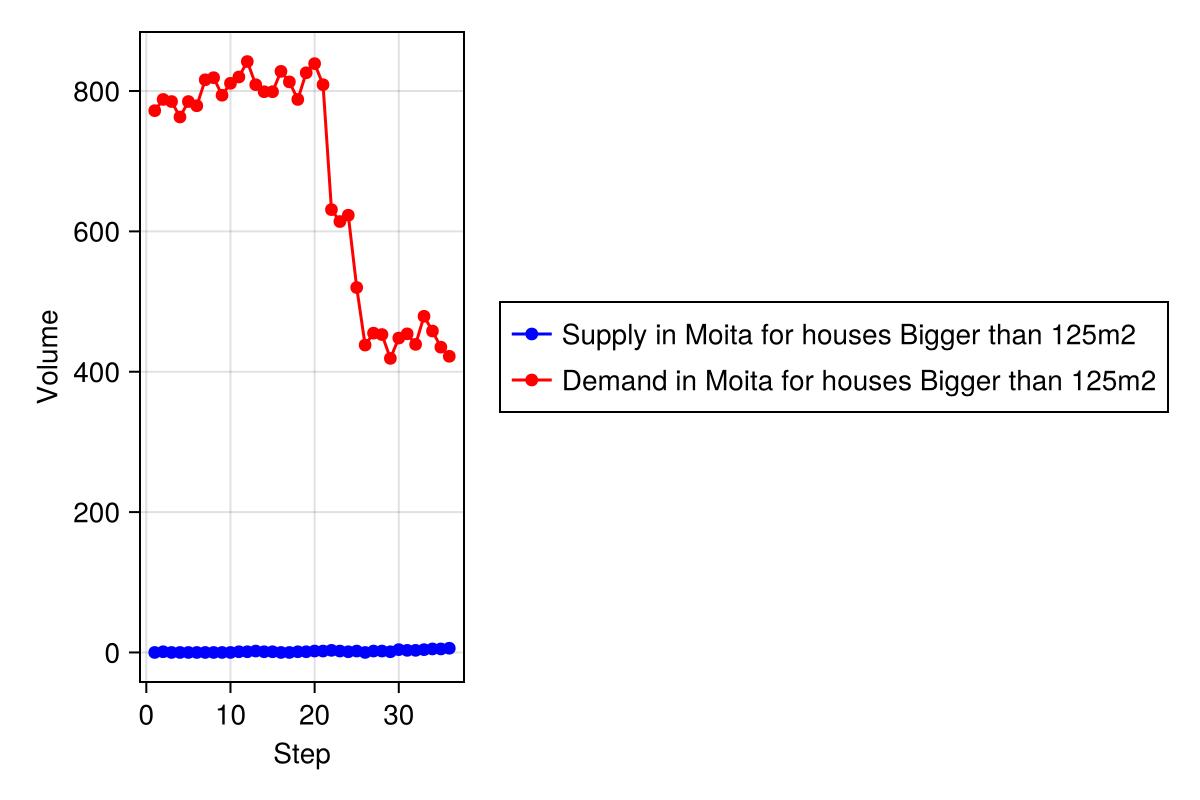 800
600
400
200
0
Volume
0 10 20 30
Step
Supply in Moita for houses Bigger than 125m2
Demand in Moita for houses Bigger than 125m2